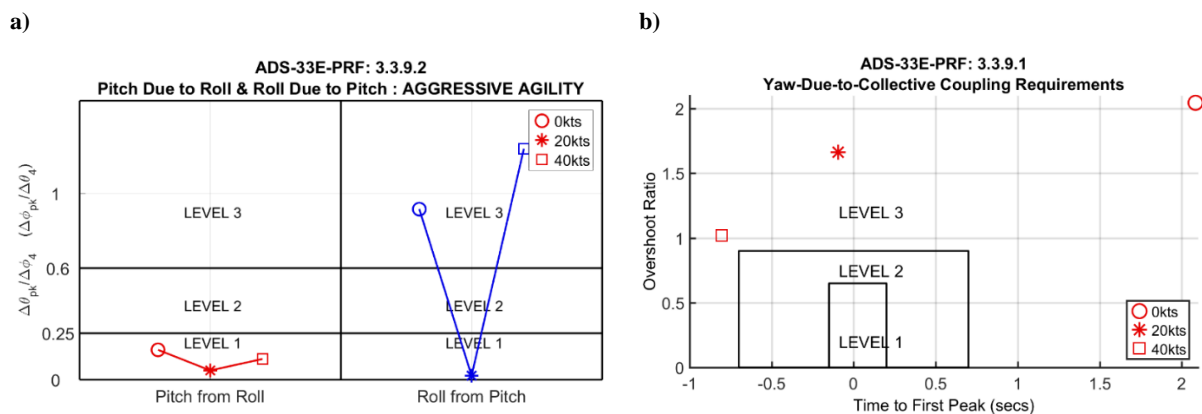 a)
ADS-33E-PRF: 3.3.9.2
Pitch Due to Roll & Roll Due to Pitch : AGGRESSIVE AGILITY
0kts
20kts
40kts
Δθpk/Δϕ4 (Δϕpk/Δθ4)
1
0.6
0.25
0
LEVEL 3
LEVEL 2
LEVEL 1
LEVEL 3
LEVEL 2
LEVEL 1
Pitch from Roll
Roll from Pitch
b)
ADS-33E-PRF: 3.3.9.1
Yaw-Due-to-Collective Coupling Requirements
Overshoot Ratio
2
1.5
1
0.5
0
LEVEL 3
LEVEL 2
LEVEL 1
0kts
20kts
40kts
-1
-0.5
0
0.5
1
1.5
2
Time to First Peak (secs)